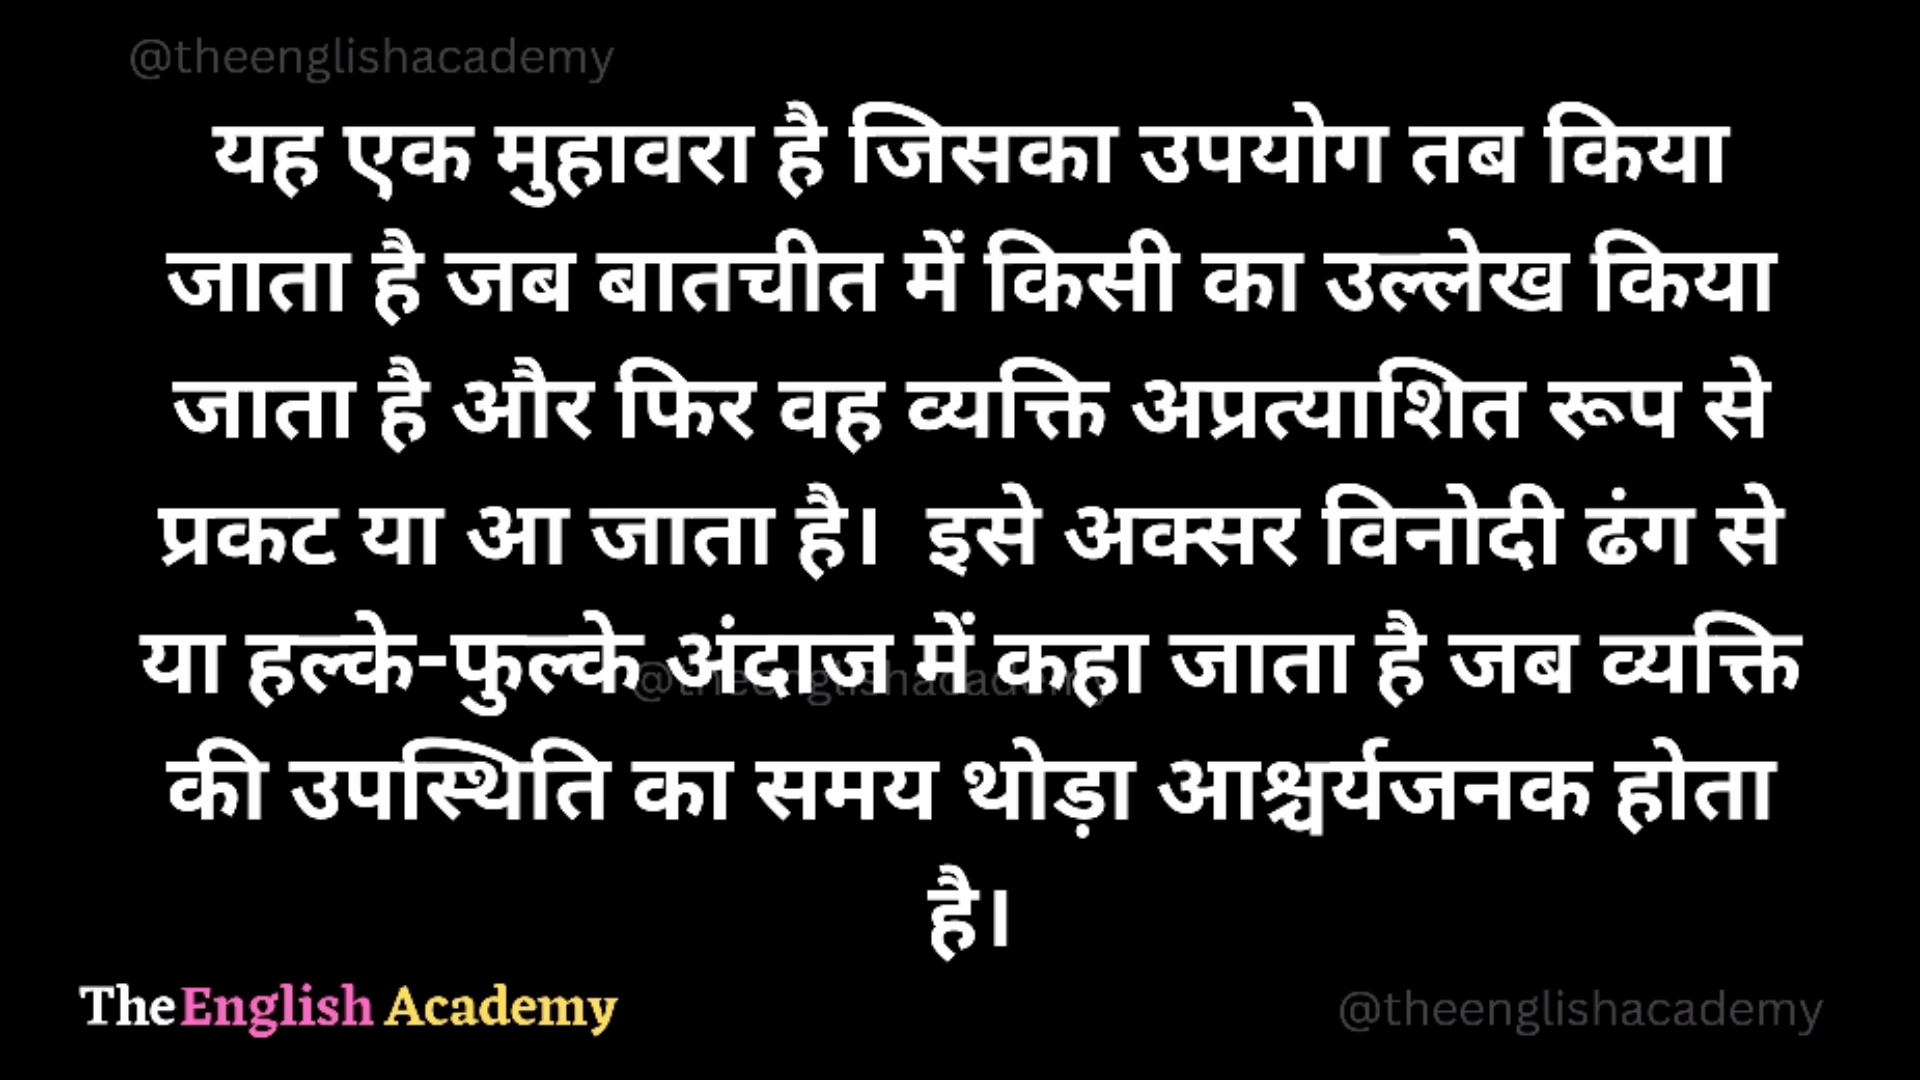 @theenglishacademy
यह एक मुहावरा है जिसका उपयोग तब किया
जाता है जब बातचीत में किसी का उल्लेख किया
जाता है और फिर वह व्यक्ति अप्रत्याशित रूप से
प्रकट या आ जाता है।  इसे अक्सर विनोदी ढंग से
या हल्के-फुल्के अंदाज में कहा जाता है जब व्यक्ति
@theenglishacademy
की उपस्थिति का समय थोड़ा आश्चर्यजनक होता
है।
The English Academy
@theenglishacademy